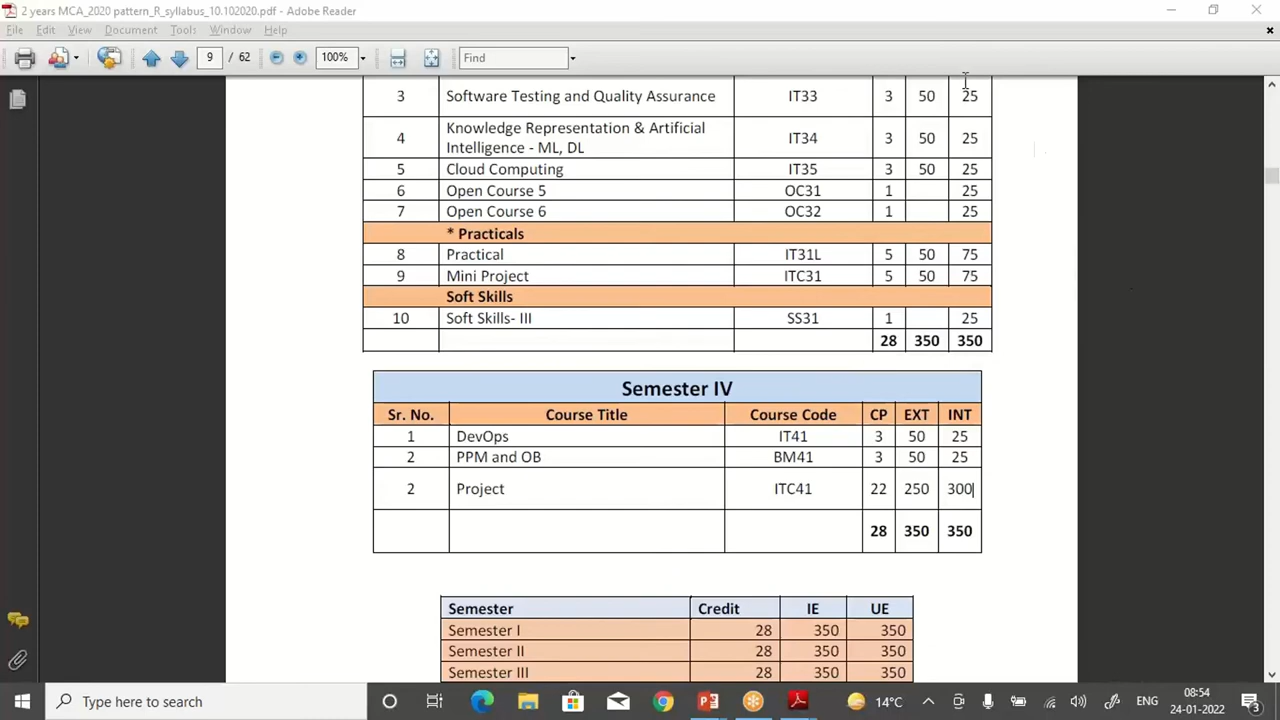 2 years MCA_2020 pattern_R_syllabus_10.102020.pdf - Adobe Reader
File Edit View Document Tools Window Help
9 / 62 100% Find
3 Software Testing and Quality Assurance IT33 3 50 25
4 Knowledge Representation & Artificial Intelligence - ML, DL IT34 3 50 25
5 Cloud Computing IT35 3 50 25
6 Open Course 5 OC31 1 25
7 Open Course 6 OC32 1 25
* Practicals
8 Practical IT31L 5 50 75
9 Mini Project ITC31 5 50 75
Soft Skills
10 Soft Skills- III SS31 1 25
28 350 350
Semester IV
Sr. No. Course Title Course Code CP EXT INT
1 DevOps IT41 3 50 25
2 PPM and OB BM41 3 50 25
2 Project ITC41 22 250 300
28 350 350
Semester Credit IE UE
Semester I 28 350 350
Semester II 28 350 350
Semester III 28 350 350
Type here to search 14°C ENG 08:54
24-01-2022 3